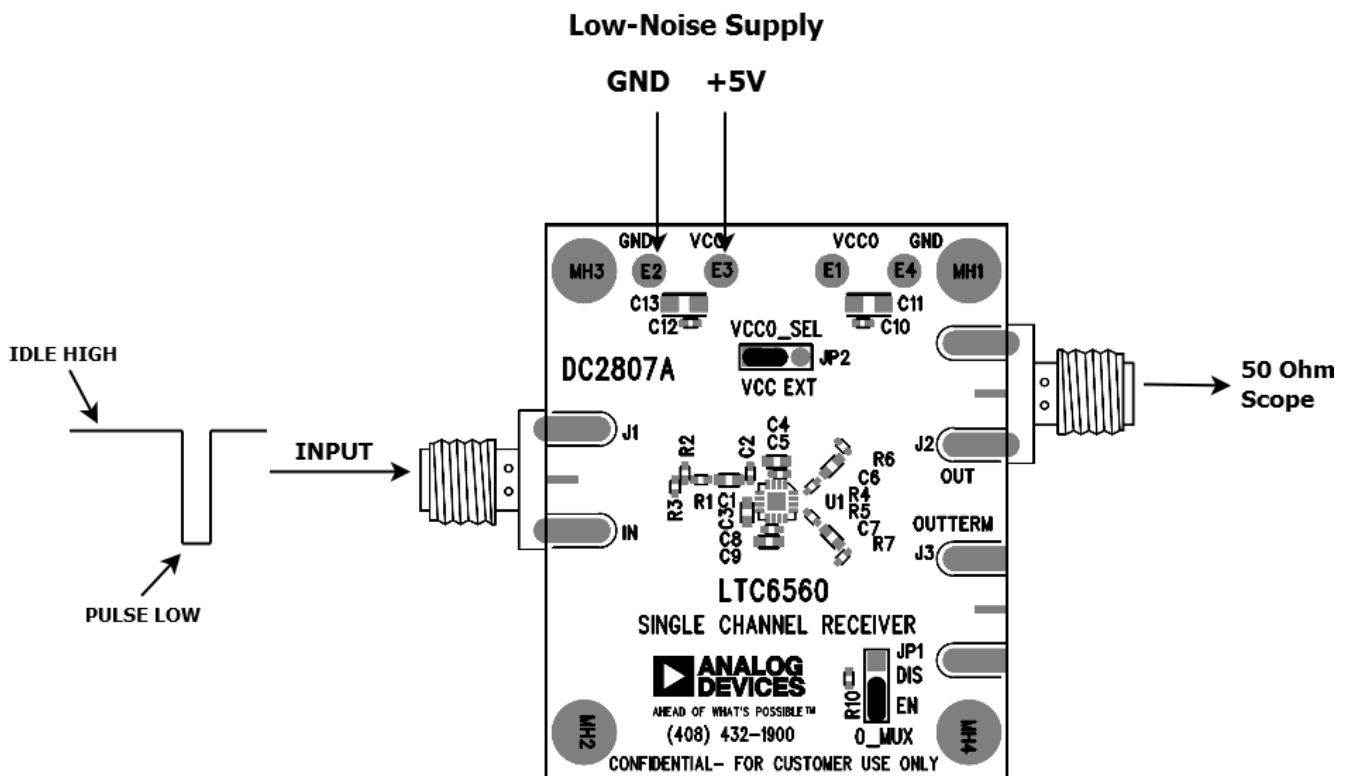 Low-Noise Supply
GND +5V
GND VCC VCCO GND
MH3 E2 E3 E1 E4 MH1
C13 C11
C12 C10
VCCO_SEL
JP2
VCC EXT
DC2807A
IDLE HIGH
INPUT
PULSE LOW
J1
IN
R2 C2 C4
C5
R3 R1 C1
C3
C8
C9
U1
R6
C6
R4
R5
C7
R7
J2
OUT
50 Ohm
Scope
OUTTERM
J3
LTC6560
SINGLE CHANNEL RECEIVER
ANALOG
DEVICES
AHEAD OF WHAT'S POSSIBLE™
(408) 432-1900
JP1
DIS
EN
R10
O_MUX
MH2 MH4
CONFIDENTIAL- FOR CUSTOMER USE ONLY